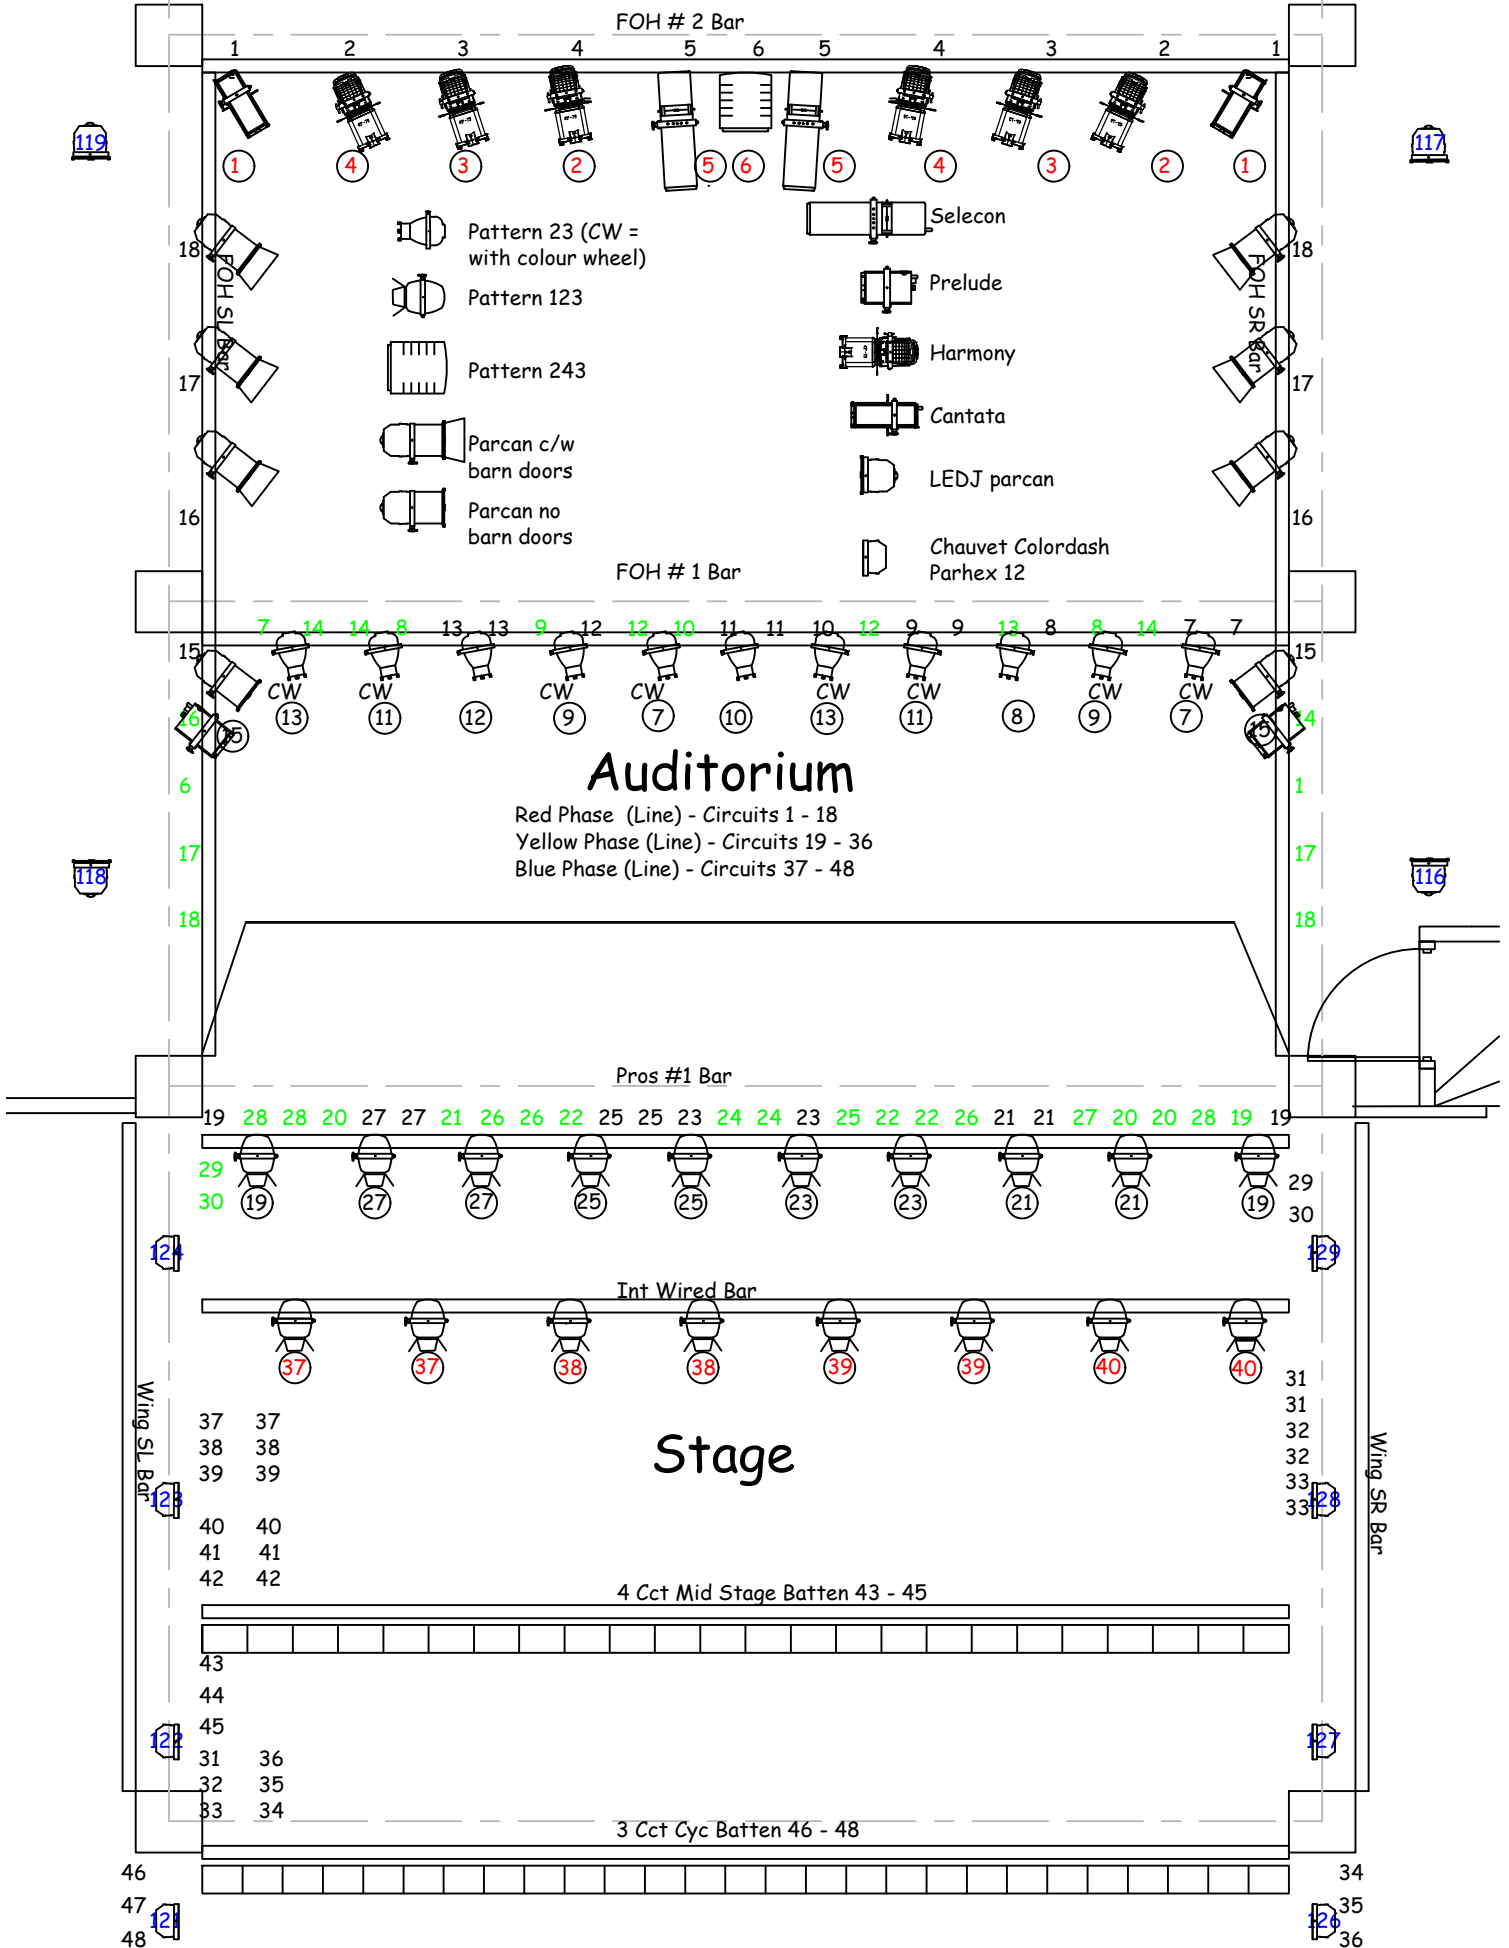 FOH # 2 Bar
1 2 3 4 5 6 5 4 3 2 1
119 117
1 4 3 2 5 6 5 4 3 2 1
Pattern 23 (CW =
with colour wheel)
Pattern 123
Pattern 243
Parcan c/w
barn doors
Parcan no
barn doors
Selecon
Prelude
Harmony
Cantata
LEDJ parcan
Chauvet Colordash
Parhex 12
18 18
FOH SL Bar
FOH SR Bar
17 17
16 16
FOH # 1 Bar
7 14 14 8 13 13 9 12 12 10 11 11 10 12 9 9 13 8 8 14 7 7
15 15
CW CW CW CW CW CW CW CW
13 11 12 9 7 10 13 11 8 9 7
16 15 15 14
Auditorium
6 1
Red Phase (Line) - Circuits 1 - 18
Yellow Phase (Line) - Circuits 19 - 36
Blue Phase (Line) - Circuits 37 - 48
17 17
118 116
18 18
Pros #1 Bar
19 28 28 20 27 27 21 26 26 22 25 25 23 24 24 23 25 22 22 26 21 21 27 20 20 28 19 19
29 29
30 30
19 27 27 25 25 23 23 21 21 19
124 129
Int Wired Bar
37 37 38 38 39 39 40 40
31
31
32
32
33
33
Wing SL Bar
Wing SR Bar
37 37
38 38
39 39
40 40
41 41
42 42
Stage
123 128
4 Cct Mid Stage Batten 43 - 45
43
44
45
122 127
31 36
32 35
33 34
3 Cct Cyc Batten 46 - 48
46 34
47 35
121 126
48 36